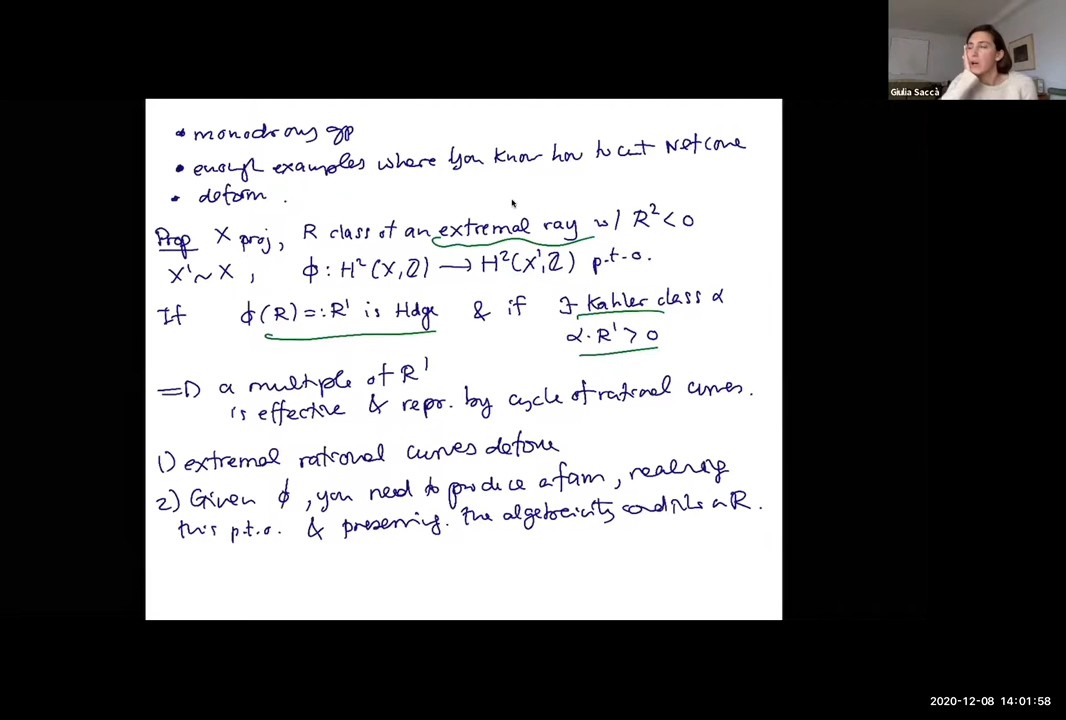 Giulia Saccà
• monodromy gp
• enough examples where you know how to cut Nef cone
• deform.
Prop X proj, R class of an extremal ray w/ R² < 0
X' ~ X, φ: H²(X, Z) → H²(X', Z) p.t.o.
If φ(R) =: R' is Hdge & if ∃ Kahler class α
α · R' > 0
⇒ a multiple of R'
is effective & repr. by cycle of rational curves.
1) extremal rational curves deform
2) Given φ, you need to produce a fam, realizing
this p.t.o. & preserving. the algebraicity R.
2020-12-08 14:01:58